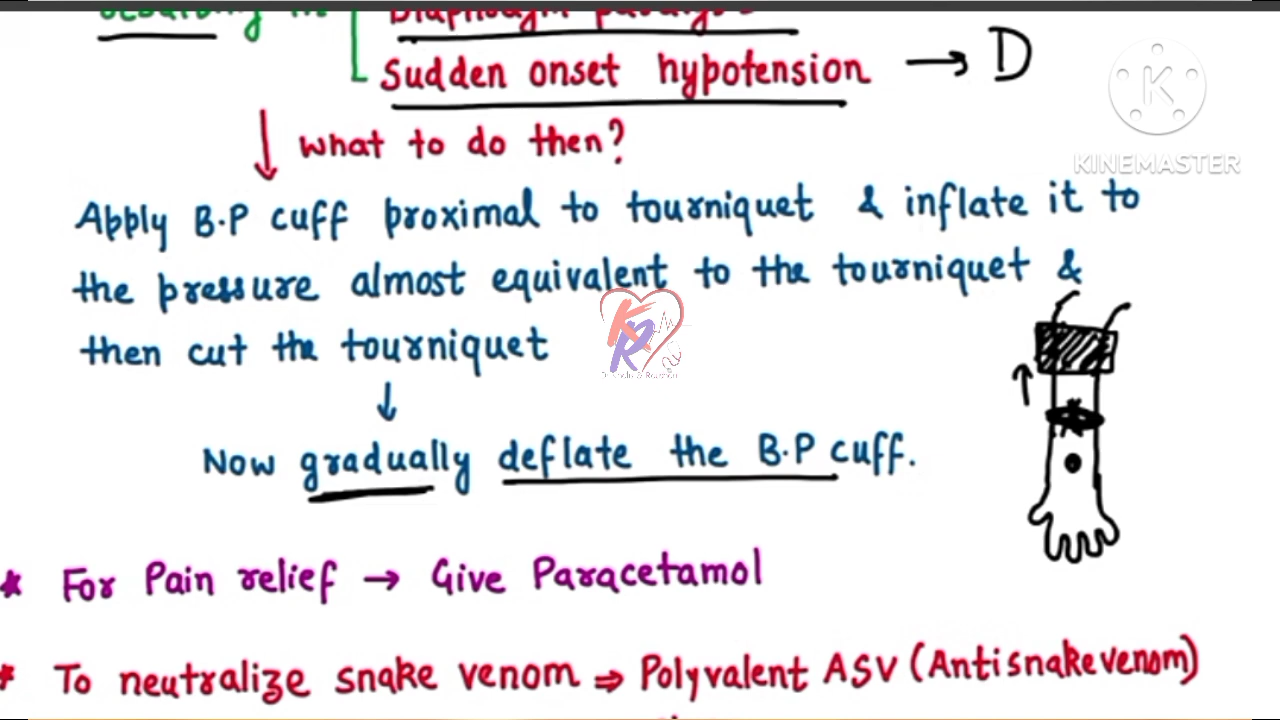 Sudden onset hypotension → D
↓ What to do then?
Apply B.P cuff proximal to tourniquet & inflate it to
the pressure almost equivalent to the tourniquet &
then cut the tourniquet
↓
Now gradually deflate the B.P cuff.
* For Pain relief → Give Paracetamol
* To neutralize snake venom ⇒ Polyvalent ASV (Antisnakevenom)
K
KINEMASTER
KR